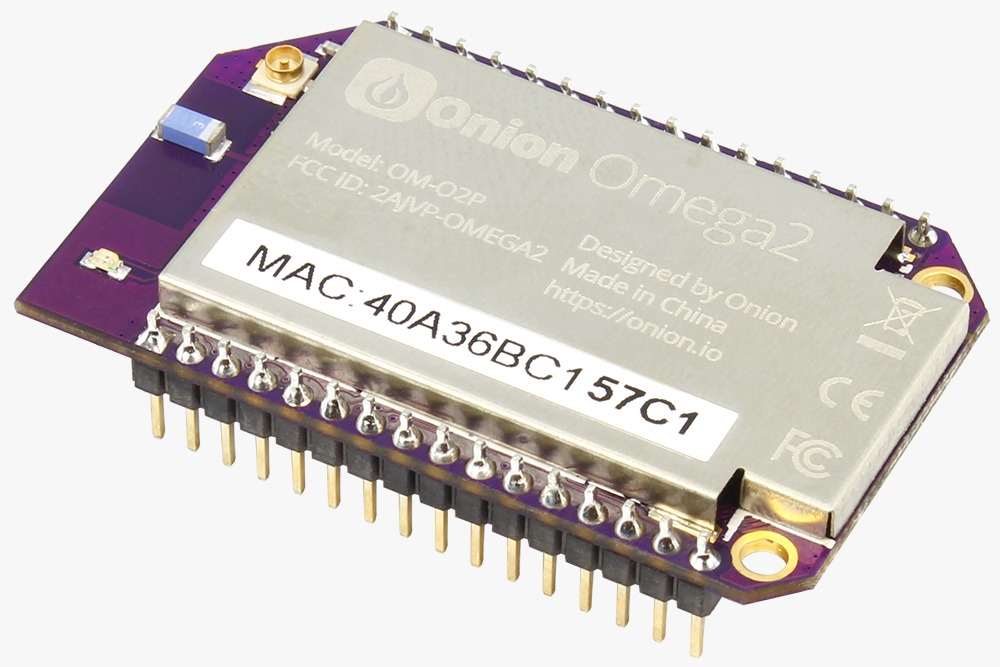 Onion Omega2
Model: OM-O2P
FCC ID: 2AJVP-OMEGA2
Designed by Onion
Made in China
https://onion.io
MAC:40A36BC157C1
CE
FC